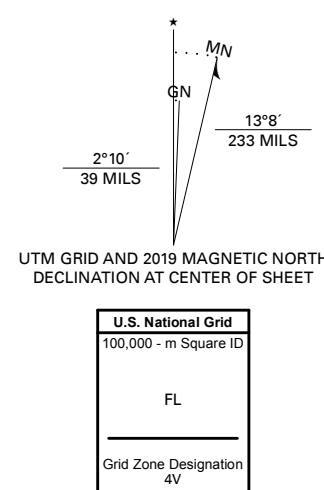 ★
MN
GN
13°8´
233 MILS
2°10´
39 MILS
UTM GRID AND 2019 MAGNETIC NORTH
DECLINATION AT CENTER OF SHEET
U.S. National Grid
100,000 - m Square ID
FL
Grid Zone Designation
4V